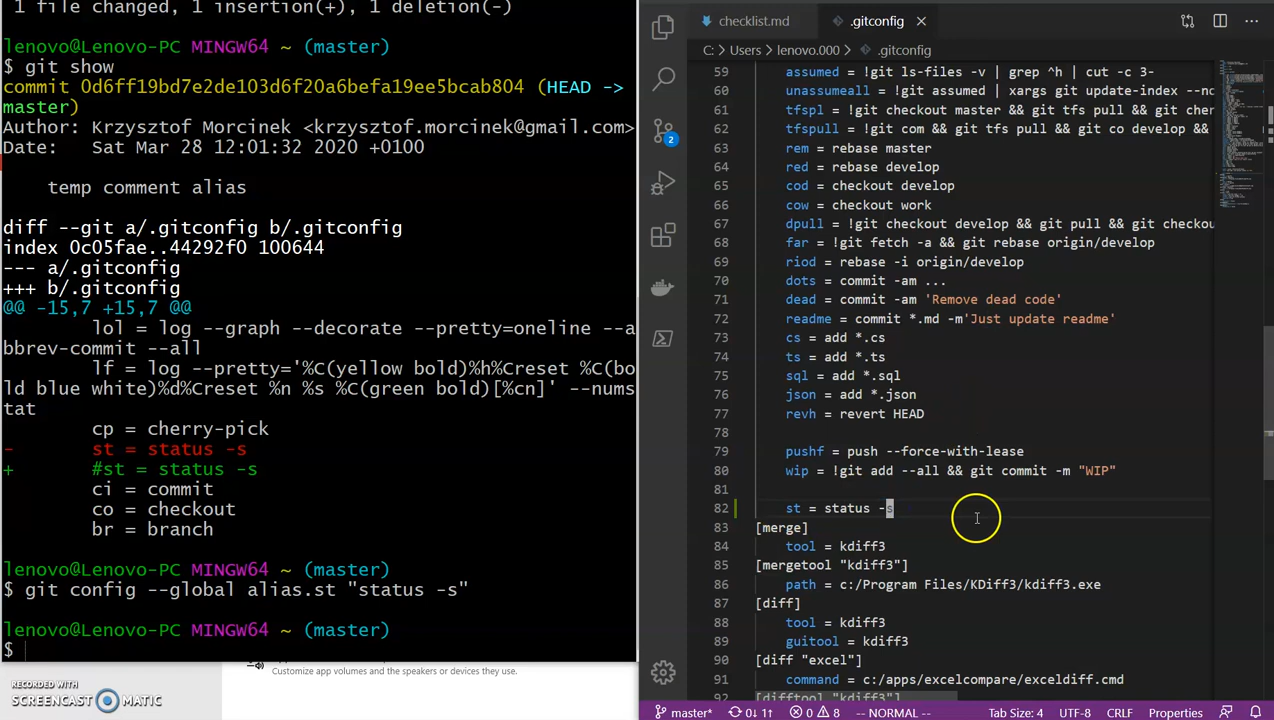 1 file changed, 1 insertion(+), 1 deletion(-)
lenovo@Lenovo-PC MINGW64 ~ (master)
$ git show
commit 0d6ff19bd7e2de103d6f20a6befa19ee5bcab804 (HEAD ->
master)
Author: Krzysztof Morcinek <krzysztof.morcinek@gmail.com>
Date:   Sat Mar 28 12:01:32 2020 +0100
temp comment alias
diff --git a/.gitconfig b/.gitconfig
index 0c05fae..44292f0 100644
--- a/.gitconfig
+++ b/.gitconfig
@@ -15,7 +15,7 @@
lol = log --graph --decorate --pretty=oneline --a
bbrev-commit --all
lf = log --pretty='%C(yellow bold)%h%Creset %C(bo
ld blue white)%d%Creset %n %s %C(green bold)[%cn]' --nums
tat
cp = cherry-pick
-       st = status -s
+       #st = status -s
ci = commit
co = checkout
br = branch
lenovo@Lenovo-PC MINGW64 ~ (master)
$ git config --global alias.st "status -s"
lenovo@Lenovo-PC MINGW64 ~ (master)
$
Customize app volumes and the speakers or devices they use.
RECORDED WITH
SCREENCAST MATIC
checklist.md
.gitconfig
C: > Users > lenovo.000 > .gitconfig
59 assumed = !git ls-files -v | grep ^h | cut -c 3-
60 unassumeall = !git assumed | xargs git update-index --no
61 tfspl = !git checkout master && git tfs pull && git cher
62 tfspull = !git com && git tfs pull && git co develop &&
63 rem = rebase master
64 red = rebase develop
65 cod = checkout develop
66 cow = checkout work
67 dpull = !git checkout develop && git pull && git checkou
68 far = !git fetch -a && git rebase origin/develop
69 riod = rebase -i origin/develop
70 dots = commit -am ...
71 dead = commit -am 'Remove dead code'
72 readme = commit *.md -m'Just update readme'
73 cs = add *.cs
74 ts = add *.ts
75 sql = add *.sql
76 json = add *.json
77 revh = revert HEAD
78
79 pushf = push --force-with-lease
80 wip = !git add --all && git commit -m "WIP"
81
82 st = status -s
83 [merge]
84 tool = kdiff3
85 [mergetool "kdiff3"]
86 path = c:/Program Files/KDiff3/kdiff3.exe
87 [diff]
88 tool = kdiff3
89 guitool = kdiff3
90 [diff "excel"]
91 command = c:/apps/excelcompare/exceldiff.cmd
92 [difftool "kdiff3"]
2
master* 0↓ 1↑ 0 8 -- NORMAL -- Tab Size: 4 UTF-8 CRLF Properties